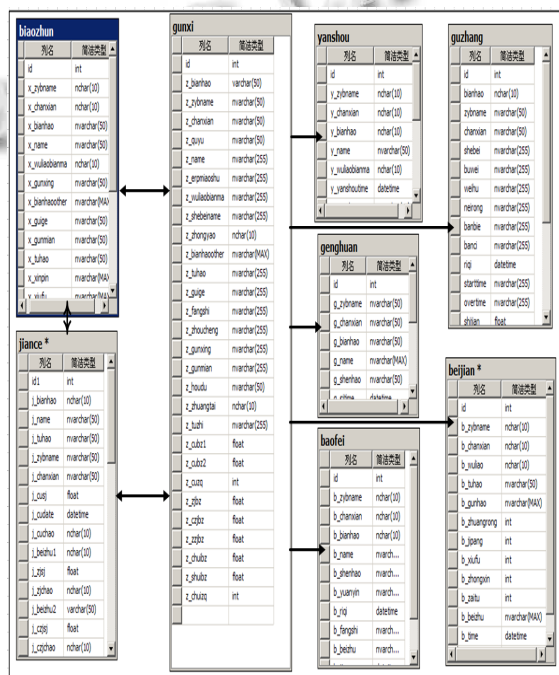 biaozhun
列名 简洁类型
id int
x_zybname nchar(10)
x_chanxian nchar(10)
x_bianhao nvarchar(50)
x_name nvarchar(50)
x_wuliaobianma nchar(10)
x_gunxing nvarchar(50)
x_bianhaoother nvarchar(MAX)
x_guige nvarchar(50)
x_gunmian nvarchar(50)
x_tuhao nvarchar(50)
x_xinpin nvarchar(MAX)
x_xiufu nvarchar(MAX)
jiance *
列名 简洁类型
id1 int
j_bianhao nchar(10)
j_name nvarchar(50)
j_tuhao nvarchar(50)
j_zybname nvarchar(50)
j_chanxian nvarchar(50)
j_cusj float
j_cudate datetime
j_cuchao nchar(10)
j_beizhu1 nchar(10)
j_zjsj float
j_zjchao nchar(10)
j_beizhu2 varchar(50)
j_czjsj float
j_czjchao nchar(10)
gunxi
列名 简洁类型
id int
z_bianhao varchar(50)
z_zybname nvarchar(50)
z_chanxian nvarchar(50)
z_quyu nvarchar(50)
z_name nvarchar(255)
z_erpmiaoshu nvarchar(255)
z_wuliaobianma nvarchar(255)
z_shebeiname nvarchar(255)
z_zhongyao nchar(10)
z_bianhaoother nvarchar(MAX)
z_tuhao nvarchar(255)
z_guige nvarchar(255)
z_fangshi nvarchar(255)
z_zhoucheng nvarchar(255)
z_gunxing nvarchar(255)
z_gunmian nvarchar(255)
z_houdu nvarchar(50)
z_zhuangtai nchar(10)
z_tuzhi nvarchar(255)
z_cubz1 float
z_cubz2 float
z_cuzq int
z_zjbz float
z_czjbz float
z_zzjbz float
z_chubz float
z_shubz float
z_chuizq int
yanshou
列名 简洁类型
id int
y_zybname nchar(10)
y_chanxian nchar(10)
y_bianhao nchar(10)
y_name nvarchar(50)
y_wuliaobianma nchar(10)
y_yanshoutime datetime
genghuan
列名 简洁类型
id int
g_zybname nvarchar(50)
g_chanxian nvarchar(50)
g_bianhao nvarchar(50)
g_name nvarchar(MAX)
g_shenhao nvarchar(50)
datetime
baofei
列名 简洁类型
id int
b_zybname nchar(10)
b_chanxian nchar(10)
b_bianhao nchar(10)
b_name nvarch...
b_shenhao nvarch...
b_yuanyin nvarch...
b_riqi datetime
b_fangshi nvarch...
b_beizhu nvarch...
guzhang
列名 简洁类型
id int
bianhao nchar(10)
zybname nvarchar(50)
chanxian nvarchar(50)
shebei nvarchar(255)
buwei nvarchar(255)
weihu nvarchar(255)
neirong nvarchar(255)
banbie nvarchar(255)
banci nvarchar(255)
riqi datetime
starttime nvarchar(255)
overtime nvarchar(255)
shijian float
beijian *
列名 简洁类型
id int
b_zybname nchar(10)
b_chanxian nchar(10)
b_wuliao nchar(10)
b_tuhao nvarchar(50)
b_gunhao nvarchar(MAX)
b_zhuangrong int
b_jipang int
b_xiufu int
b_zhongxin int
b_zaitu int
b_beizhu nvarchar(MAX)
b_time datetime